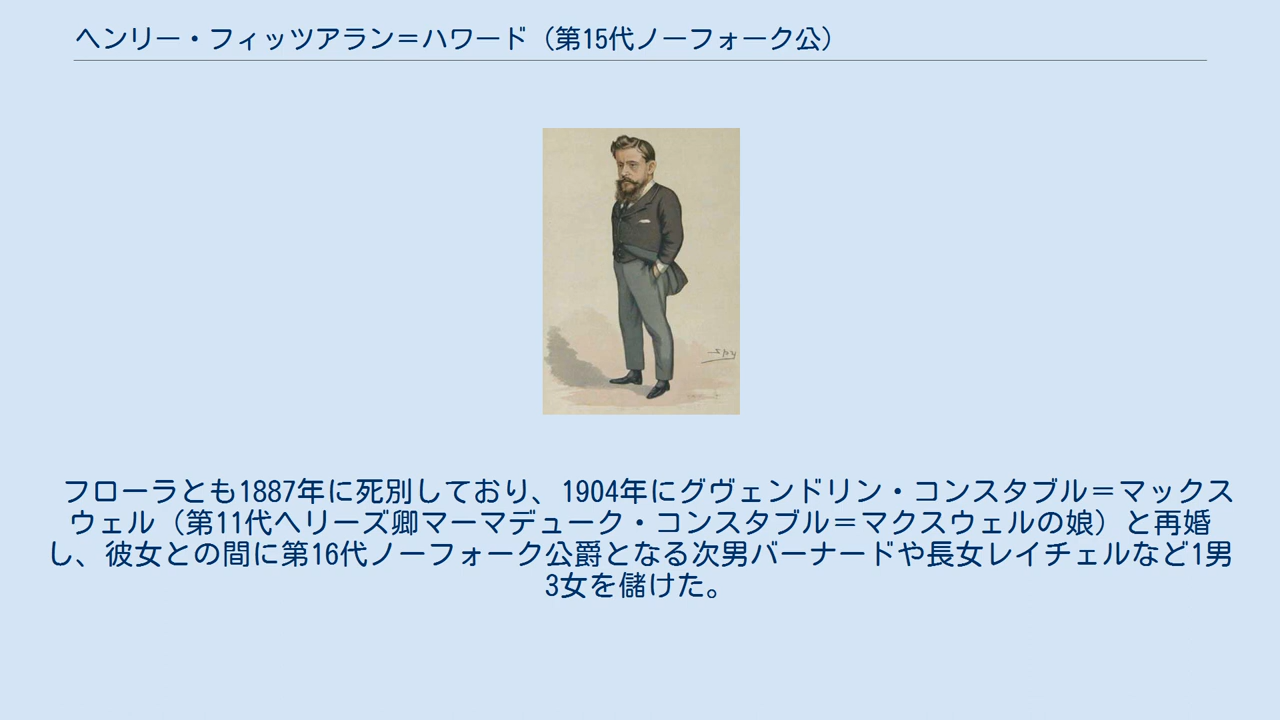 ヘンリー・フィッツアラン＝ハワード（第15代ノーフォーク公）
Spy
フローラとも1887年に死別しており、1904年にグヴェンドリン・コンスタブル＝マックス
ウェル（第11代ヘリーズ卿マーマデューク・コンスタブル＝マクスウェルの娘）と再婚
し、彼女との間に第16代ノーフォーク公爵となる次男バーナードや長女レイチェルなど1男
3女を儲けた。